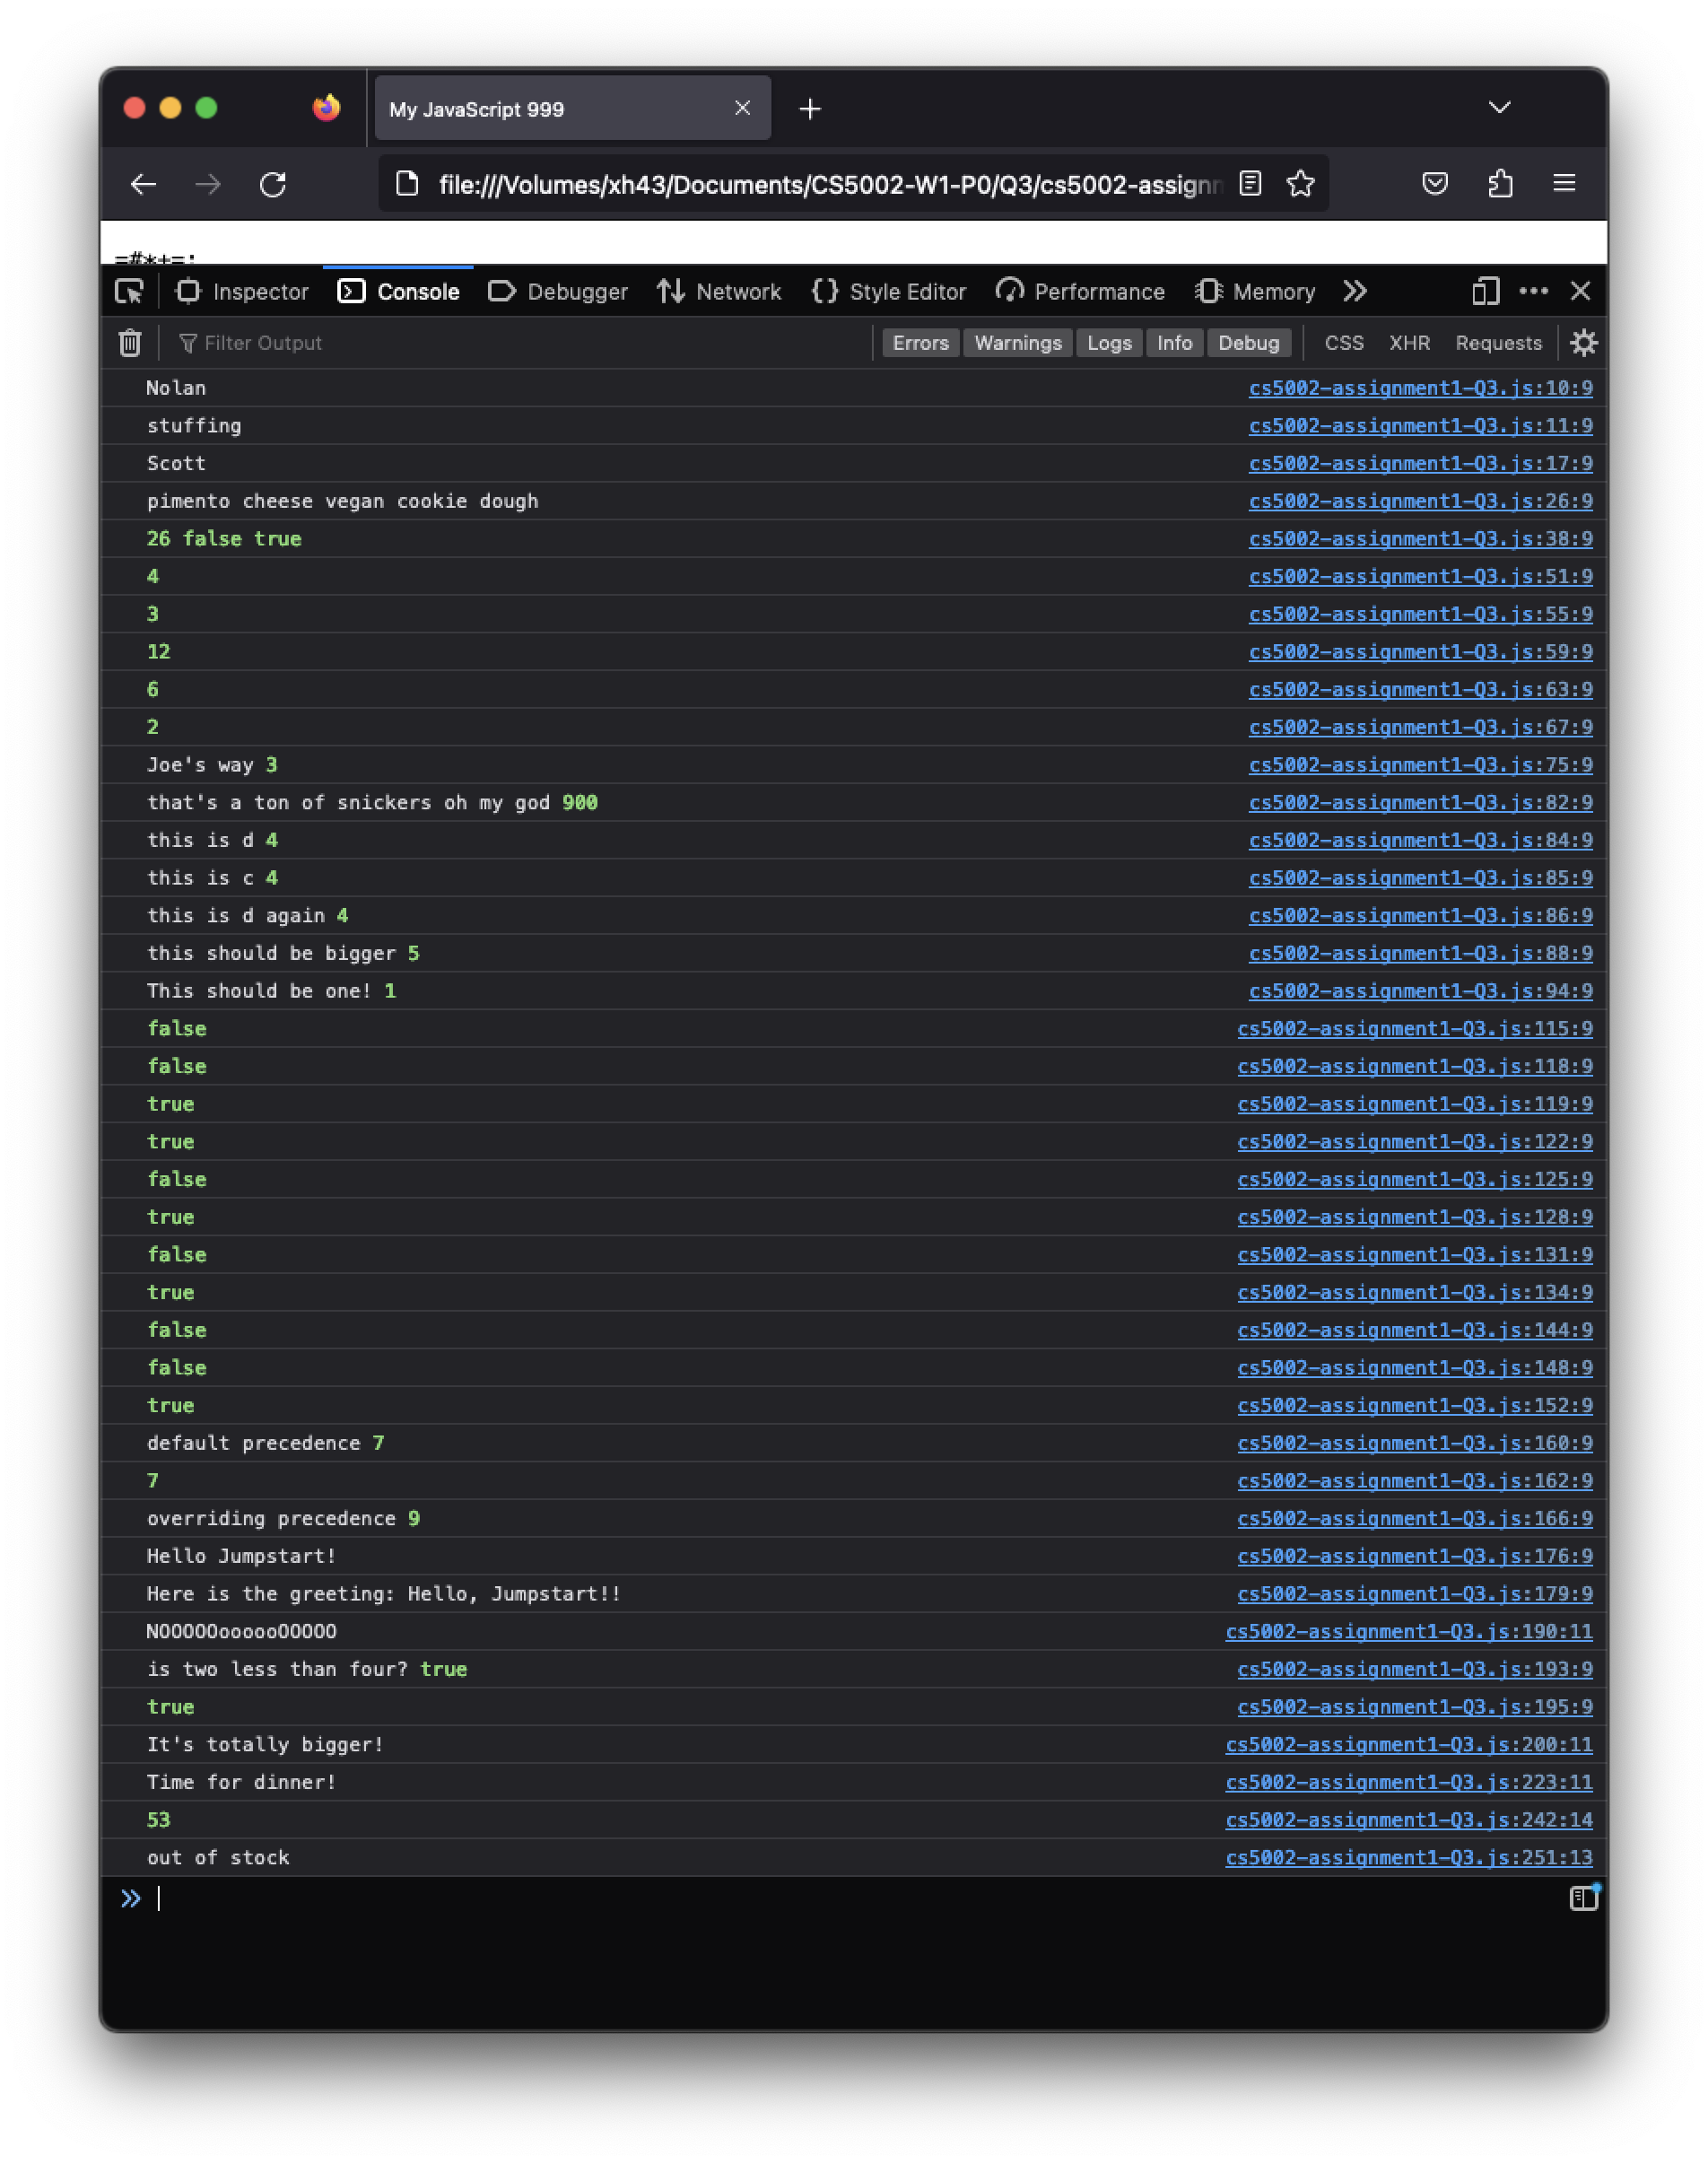 My JavaScript 999
file:///Volumes/xh43/Documents/CS5002-W1-P0/Q3/cs5002-assignm
=#*+=:
Inspector Console Debugger Network Style Editor Performance Memory
Filter Output Errors Warnings Logs Info Debug CSS XHR Requests
Nolan cs5002-assignment1-Q3.js:10:9
stuffing cs5002-assignment1-Q3.js:11:9
Scott cs5002-assignment1-Q3.js:17:9
pimento cheese vegan cookie dough cs5002-assignment1-Q3.js:26:9
26 false true cs5002-assignment1-Q3.js:38:9
4 cs5002-assignment1-Q3.js:51:9
3 cs5002-assignment1-Q3.js:55:9
12 cs5002-assignment1-Q3.js:59:9
6 cs5002-assignment1-Q3.js:63:9
2 cs5002-assignment1-Q3.js:67:9
Joe's way 3 cs5002-assignment1-Q3.js:75:9
that's a ton of snickers oh my god 900 cs5002-assignment1-Q3.js:82:9
this is d 4 cs5002-assignment1-Q3.js:84:9
this is c 4 cs5002-assignment1-Q3.js:85:9
this is d again 4 cs5002-assignment1-Q3.js:86:9
this should be bigger 5 cs5002-assignment1-Q3.js:88:9
This should be one! 1 cs5002-assignment1-Q3.js:94:9
false cs5002-assignment1-Q3.js:115:9
false cs5002-assignment1-Q3.js:118:9
true cs5002-assignment1-Q3.js:119:9
true cs5002-assignment1-Q3.js:122:9
false cs5002-assignment1-Q3.js:125:9
true cs5002-assignment1-Q3.js:128:9
false cs5002-assignment1-Q3.js:131:9
true cs5002-assignment1-Q3.js:134:9
false cs5002-assignment1-Q3.js:144:9
false cs5002-assignment1-Q3.js:148:9
true cs5002-assignment1-Q3.js:152:9
default precedence 7 cs5002-assignment1-Q3.js:160:9
7 cs5002-assignment1-Q3.js:162:9
overriding precedence 9 cs5002-assignment1-Q3.js:166:9
Hello Jumpstart! cs5002-assignment1-Q3.js:176:9
Here is the greeting: Hello, Jumpstart!! cs5002-assignment1-Q3.js:179:9
NOOOOOoooooOOOOO cs5002-assignment1-Q3.js:190:11
is two less than four? true cs5002-assignment1-Q3.js:193:9
true cs5002-assignment1-Q3.js:195:9
It's totally bigger! cs5002-assignment1-Q3.js:200:11
Time for dinner! cs5002-assignment1-Q3.js:223:11
53 cs5002-assignment1-Q3.js:242:14
out of stock cs5002-assignment1-Q3.js:251:13